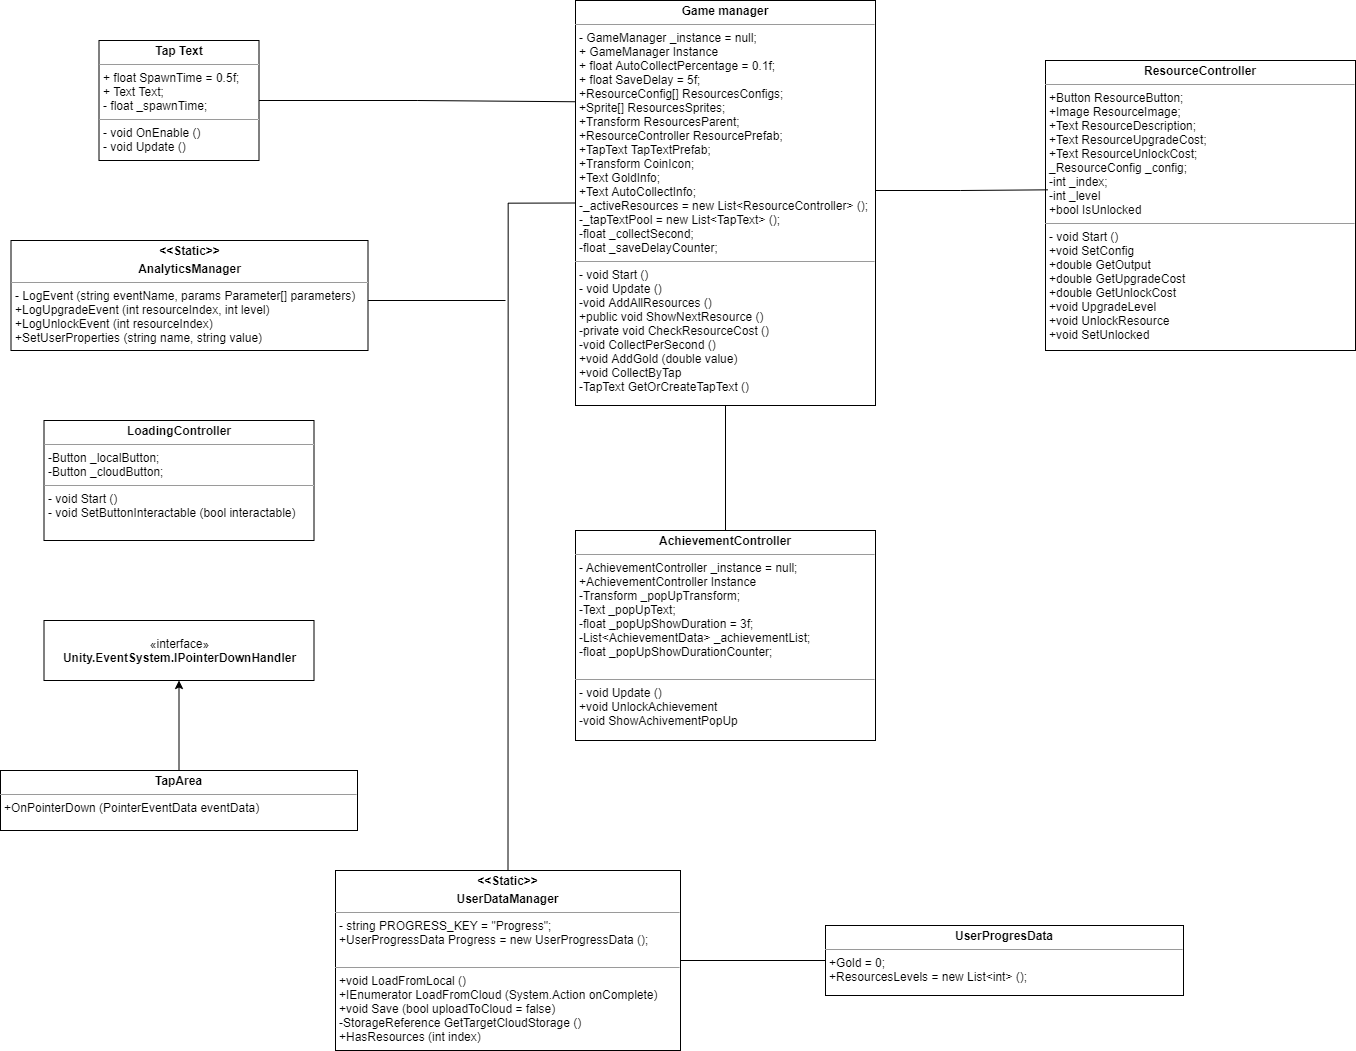 Game manager
- GameManager _instance = null;
+ GameManager Instance
+ float AutoCollectPercentage = 0.1f;
+ float SaveDelay = 5f;
+ResourceConfig[] ResourcesConfigs;
+Sprite[] ResourcesSprites;
+Transform ResourcesParent;
+ResourceController ResourcePrefab;
+TapText TapTextPrefab;
+Transform CoinIcon;
+Text GoldInfo;
+Text AutoCollectInfo;
-_activeResources = new List<ResourceController> ();
-_tapTextPool = new List<TapText> ();
-float _collectSecond;
-float _saveDelayCounter;
- void Start ()
- void Update ()
-void AddAllResources ()
+public void ShowNextResource ()
-private void CheckResourceCost ()
-void CollectPerSecond ()
+void AddGold (double value)
+void CollectByTap
-TapText GetOrCreateTapText ()
Tap Text
+ float SpawnTime = 0.5f;
+ Text Text;
- float _spawnTime;
- void OnEnable ()
- void Update ()
ResourceController
+Button ResourceButton;
+Image ResourceImage;
+Text ResourceDescription;
+Text ResourceUpgradeCost;
+Text ResourceUnlockCost;
_ResourceConfig _config;
-int _index;
-int _level
+bool IsUnlocked
- void Start ()
+void SetConfig
+double GetOutput
+double GetUpgradeCost
+double GetUnlockCost
+void UpgradeLevel
+void UnlockResource
+void SetUnlocked
<<Static>>
AnalyticsManager
- LogEvent (string eventName, params Parameter[] parameters)
+LogUpgradeEvent (int resourceIndex, int level)
+LogUnlockEvent (int resourceIndex)
+SetUserProperties (string name, string value)
LoadingController
-Button _localButton;
-Button _cloudButton;
- void Start ()
- void SetButtonInteractable (bool interactable)
AchievementController
- AchievementController _instance = null;
+AchievementController Instance
-Transform _popUpTransform;
-Text _popUpText;
-float _popUpShowDuration = 3f;
-List<AchievementData> _achievementList;
-float _popUpShowDurationCounter;
- void Update ()
+void UnlockAchievement
-void ShowAchivementPopUp
«interface»
Unity.EventSystem.IPointerDownHandler
TapArea
+OnPointerDown (PointerEventData eventData)
<<Static>>
UserDataManager
- string PROGRESS_KEY = "Progress";
+UserProgressData Progress = new UserProgressData ();
+void LoadFromLocal ()
+IEnumerator LoadFromCloud (System.Action onComplete)
+void Save (bool uploadToCloud = false)
-StorageReference GetTargetCloudStorage ()
+HasResources (int index)
UserProgresData
+Gold = 0;
+ResourcesLevels = new List<int> ();